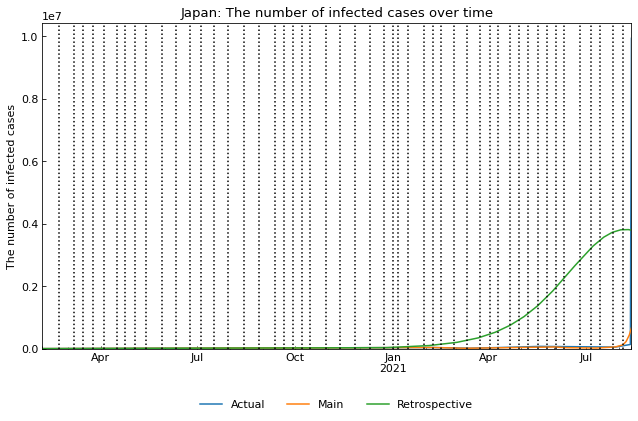 Japan: The number of infected cases over time
1e7
1.0
0.8
0.6
0.4
0.2
0.0
The number of infected cases
Apr Jul Oct Jan Apr Jul
2021
Actual Main Retrospective